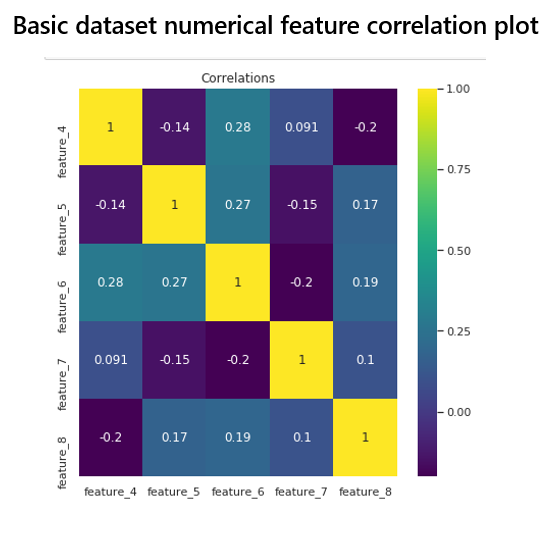 Basic dataset numerical feature correlation plot
Correlations
feature_4 1 -0.14 0.28 0.091 -0.2
feature_5 -0.14 1 0.27 -0.15 0.17
feature_6 0.28 0.27 1 -0.2 0.19
feature_7 0.091 -0.15 -0.2 1 0.1
feature_8 -0.2 0.17 0.19 0.1 1
feature_4 feature_5 feature_6 feature_7 feature_8
1.00
0.75
0.50
0.25
0.00